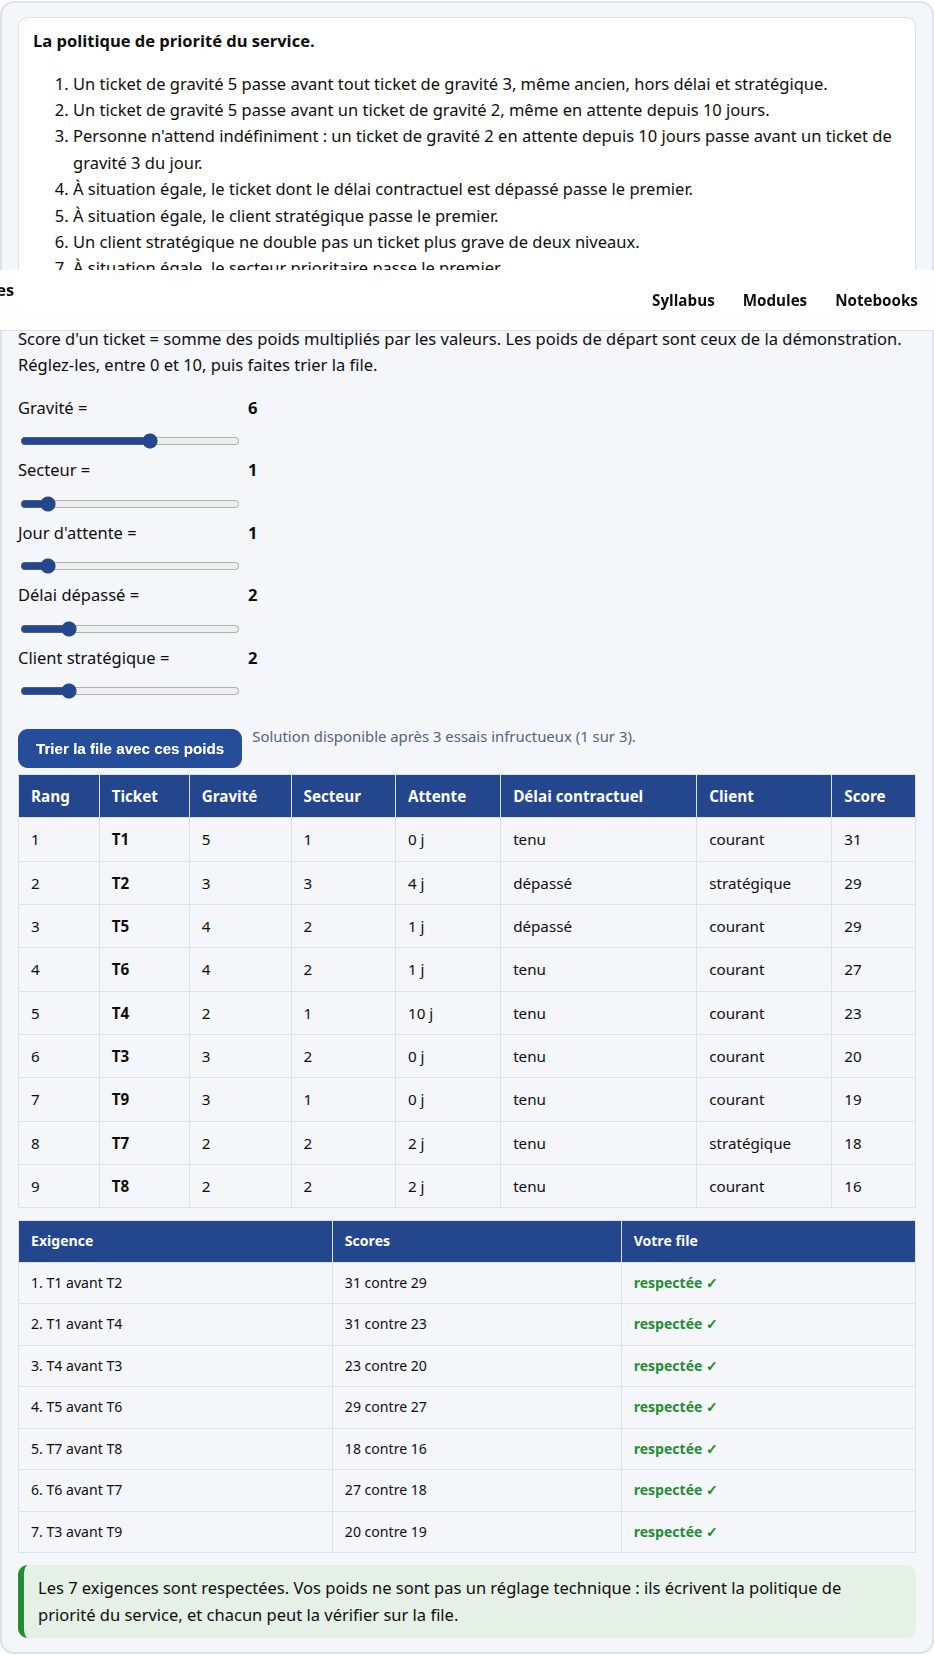 La politique de priorité du service.
1. Un ticket de gravité 5 passe avant tout ticket de gravité 3, même ancien, hors délai et stratégique.
2. Un ticket de gravité 5 passe avant un ticket de gravité 2, même en attente depuis 10 jours.
3. Personne n'attend indéfiniment : un ticket de gravité 2 en attente depuis 10 jours passe avant un ticket de
gravité 3 du jour.
4. À situation égale, le ticket dont le délai contractuel est dépassé passe le premier.
5. À situation égale, le client stratégique passe le premier.
6. Un client stratégique ne double pas un ticket plus grave de deux niveaux.
7. À situation égale, le secteur prioritaire passe le premier.
es
Syllabus Modules Notebooks
Score d'un ticket = somme des poids multipliés par les valeurs. Les poids de départ sont ceux de la démonstration.
Réglez-les, entre 0 et 10, puis faites trier la file.
Gravité = 6
Secteur = 1
Jour d'attente = 1
Délai dépassé = 2
Client stratégique = 2
Trier la file avec ces poids Solution disponible après 3 essais infructueux (1 sur 3).
Rang Ticket Gravité Secteur Attente Délai contractuel Client Score
1 T1 5 1 0 j tenu courant 31
2 T2 3 3 4 j dépassé stratégique 29
3 T5 4 2 1 j dépassé courant 29
4 T6 4 2 1 j tenu courant 27
5 T4 2 1 10 j tenu courant 23
6 T3 3 2 0 j tenu courant 20
7 T9 3 1 0 j tenu courant 19
8 T7 2 2 2 j tenu stratégique 18
9 T8 2 2 2 j tenu courant 16
Exigence Scores Votre file
1. T1 avant T2 31 contre 29 respectée ✓
2. T1 avant T4 31 contre 23 respectée ✓
3. T4 avant T3 23 contre 20 respectée ✓
4. T5 avant T6 29 contre 27 respectée ✓
5. T7 avant T8 18 contre 16 respectée ✓
6. T6 avant T7 27 contre 18 respectée ✓
7. T3 avant T9 20 contre 19 respectée ✓
Les 7 exigences sont respectées. Vos poids ne sont pas un réglage technique : ils écrivent la politique de
priorité du service, et chacun peut la vérifier sur la file.